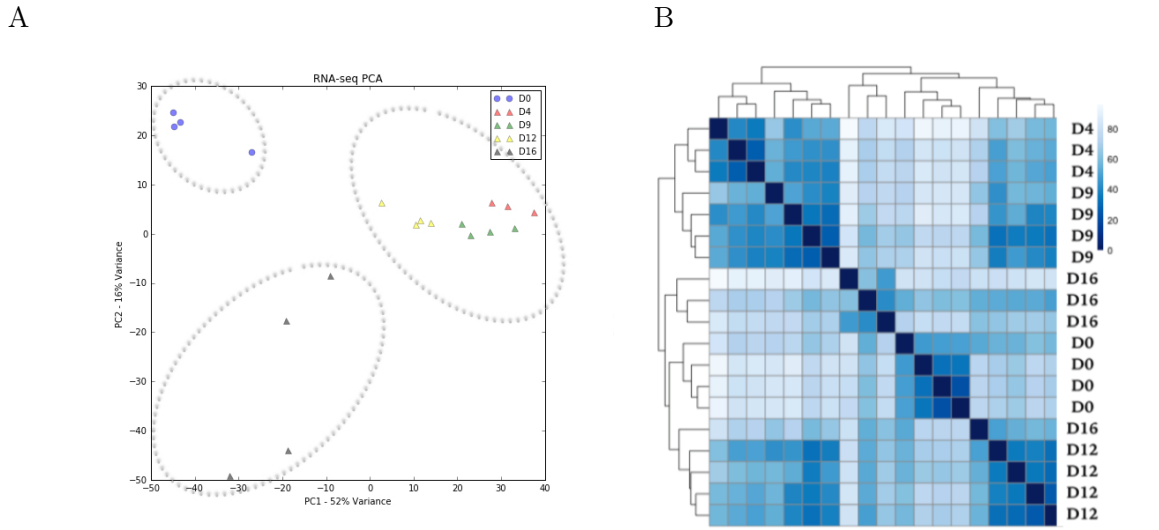 A
B
RNA-seq PCA
30
20
10
0
−10
−20
−30
−40
−50
−50
−40
−30
−20
−10
0
10
20
30
40
PC2 - 16% Variance
PC1 - 52% Variance
D0
D4
D9
D12
D16
D4
D4
D4
D9
D9
D9
D9
D16
D16
D16
D0
D0
D0
D0
D16
D12
D12
D12
D12
80
60
40
20
0